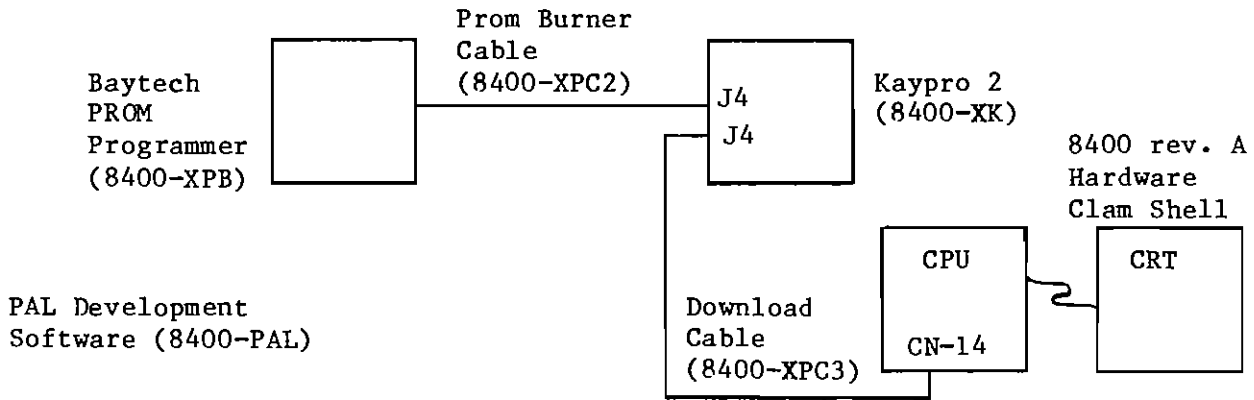 Prom Burner
Cable
(8400-XPC2)
Baytech
PROM
Programmer
(8400-XPB)
J4
J4
Kaypro 2
(8400-XK)
8400 rev. A
Hardware
Clam Shell
CPU
CN-14
CRT
PAL Development
Software (8400-PAL)
Download
Cable
(8400-XPC3)